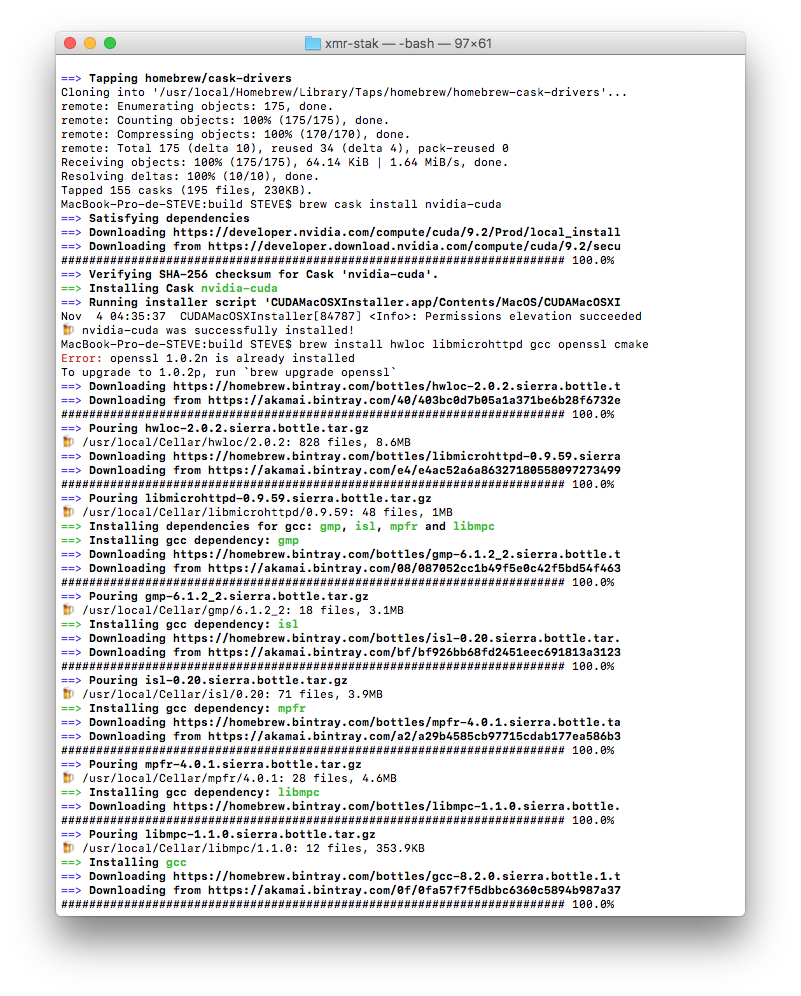 xmr-stak — -bash — 97×61
==> Tapping homebrew/cask-drivers
Cloning into '/usr/local/Homebrew/Library/Taps/homebrew/homebrew-cask-drivers'...
remote: Enumerating objects: 175, done.
remote: Counting objects: 100% (175/175), done.
remote: Compressing objects: 100% (170/170), done.
remote: Total 175 (delta 10), reused 34 (delta 4), pack-reused 0
Receiving objects: 100% (175/175), 64.14 KiB | 1.64 MiB/s, done.
Resolving deltas: 100% (10/10), done.
Tapped 155 casks (195 files, 230KB).
MacBook-Pro-de-STEVE:build STEVE$ brew cask install nvidia-cuda
==> Satisfying dependencies
==> Downloading https://developer.nvidia.com/compute/cuda/9.2/Prod/local_install
==> Downloading from https://developer.download.nvidia.com/compute/cuda/9.2/secu
######################################################################## 100.0%
==> Verifying SHA-256 checksum for Cask 'nvidia-cuda'.
==> Installing Cask nvidia-cuda
==> Running installer script 'CUDAMacOSXInstaller.app/Contents/MacOS/CUDAMacOSXI
Nov  4 04:35:37  CUDAMacOSXInstaller[84787] <Info>: Permissions elevation succeeded
🍺 nvidia-cuda was successfully installed!
MacBook-Pro-de-STEVE:build STEVE$ brew install hwloc libmicrohttpd gcc openssl cmake
Error: openssl 1.0.2n is already installed
To upgrade to 1.0.2p, run `brew upgrade openssl`
==> Downloading https://homebrew.bintray.com/bottles/hwloc-2.0.2.sierra.bottle.t
==> Downloading from https://akamai.bintray.com/40/403bc0d7b05a1a371be6b28f6732e
######################################################################## 100.0%
==> Pouring hwloc-2.0.2.sierra.bottle.tar.gz
🍺 /usr/local/Cellar/hwloc/2.0.2: 828 files, 8.6MB
==> Downloading https://homebrew.bintray.com/bottles/libmicrohttpd-0.9.59.sierra
==> Downloading from https://akamai.bintray.com/e4/e4ac52a6a86327180558097273499
######################################################################## 100.0%
==> Pouring libmicrohttpd-0.9.59.sierra.bottle.tar.gz
🍺 /usr/local/Cellar/libmicrohttpd/0.9.59: 48 files, 1MB
==> Installing dependencies for gcc: gmp, isl, mpfr and libmpc
==> Installing gcc dependency: gmp
==> Downloading https://homebrew.bintray.com/bottles/gmp-6.1.2_2.sierra.bottle.t
==> Downloading from https://akamai.bintray.com/08/087052cc1b49f5e0c42f5bd54f463
######################################################################## 100.0%
==> Pouring gmp-6.1.2_2.sierra.bottle.tar.gz
🍺 /usr/local/Cellar/gmp/6.1.2_2: 18 files, 3.1MB
==> Installing gcc dependency: isl
==> Downloading https://homebrew.bintray.com/bottles/isl-0.20.sierra.bottle.tar.
==> Downloading from https://akamai.bintray.com/bf/bf926bb68fd2451eec691813a3123
######################################################################## 100.0%
==> Pouring isl-0.20.sierra.bottle.tar.gz
🍺 /usr/local/Cellar/isl/0.20: 71 files, 3.9MB
==> Installing gcc dependency: mpfr
==> Downloading https://homebrew.bintray.com/bottles/mpfr-4.0.1.sierra.bottle.ta
==> Downloading from https://akamai.bintray.com/a2/a29b4585cb97715cdab177ea586b3
######################################################################## 100.0%
==> Pouring mpfr-4.0.1.sierra.bottle.tar.gz
🍺 /usr/local/Cellar/mpfr/4.0.1: 28 files, 4.6MB
==> Installing gcc dependency: libmpc
==> Downloading https://homebrew.bintray.com/bottles/libmpc-1.1.0.sierra.bottle.
######################################################################## 100.0%
==> Pouring libmpc-1.1.0.sierra.bottle.tar.gz
🍺 /usr/local/Cellar/libmpc/1.1.0: 12 files, 353.9KB
==> Installing gcc
==> Downloading https://homebrew.bintray.com/bottles/gcc-8.2.0.sierra.bottle.1.t
==> Downloading from https://akamai.bintray.com/0f/0fa57f7f5dbbc6360c5894b987a37
######################################################################## 100.0%